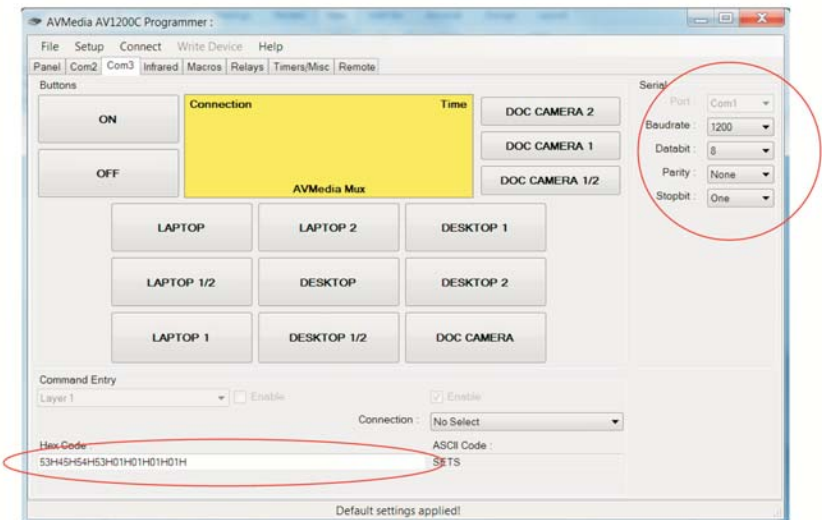 AVMedia AV1200C Programmer :
File Setup Connect Write Device Help
Panel Com2 Com3 Infrared Macros Relays Timers/Misc Remote
Buttons
Serial
ON
Connection Time
DOC CAMERA 2
Port : Com1
Baudrate : 1200
DOC CAMERA 1
Databit : 8
OFF
Parity : None
AVMedia Mux
DOC CAMERA 1/2
Stopbit : One
LAPTOP LAPTOP 2 DESKTOP 1
LAPTOP 1/2 DESKTOP DESKTOP 2
LAPTOP 1 DESKTOP 1/2 DOC CAMERA
Command Entry
Layer 1 Enable Enable
Connection : No Select
Hex Code : ASCII Code :
53H45H54H53H01H01H01H01H SETS
Default settings applied!